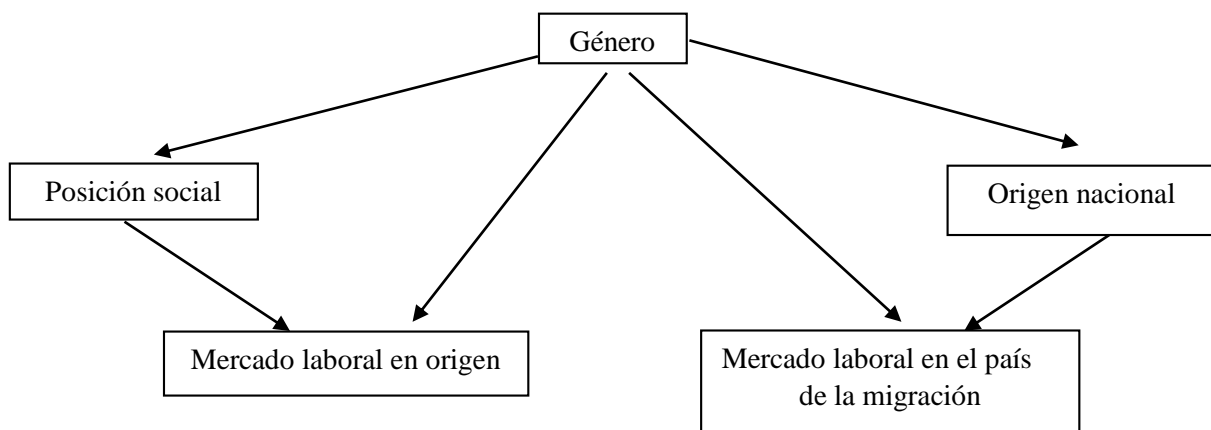 Género
Posición social
Origen nacional
Mercado laboral en origen
Mercado laboral en el país
de la migración